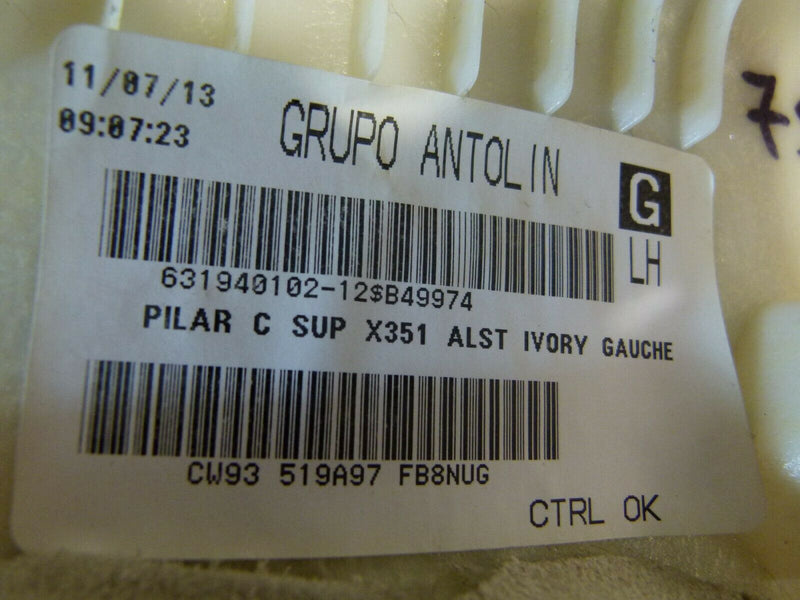 11/07/13
09:07:23
GRUPO ANTOLIN
G
LH
631940102-12$B49974
PILAR C SUP X351 ALST IVORY GAUCHE
CW93 519A97 FB8NUG
CTRL OK